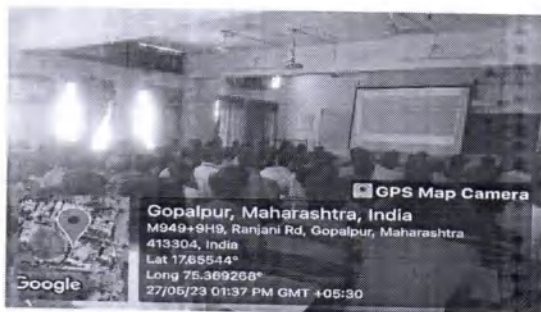 GPS Map Camera
Gopalpur, Maharashtra, India
M949+9H9, Ranjani Rd, Gopalpur, Maharashtra
413304, India
Lat 17.65544°
Long 75.369268°
27/05/23 01:37 PM GMT +05:30
Google